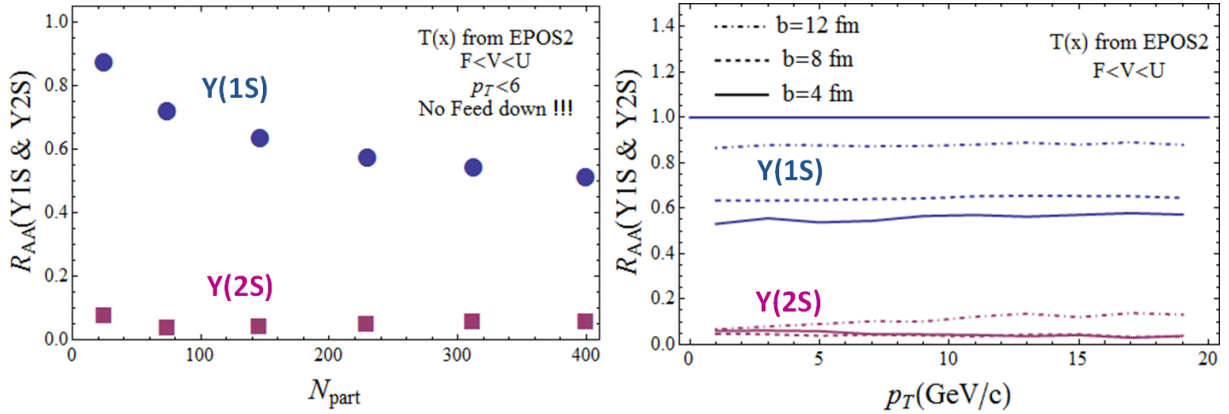 R_AA(Y1S & Y2S)
1.0
0.8
0.6
0.4
0.2
0.0
T(x) from EPOS2
F<V<U
p_T<6
No Feed down !!!
Y(1S)
Y(2S)
0
100
200
300
400
N_part
R_AA(Y1S & Y2S)
1.4
1.2
1.0
0.8
0.6
0.4
0.2
0.0
b=12 fm
b=8 fm
b=4 fm
T(x) from EPOS2
F<V<U
Y(1S)
Y(2S)
0
5
10
15
20
p_T(GeV/c)